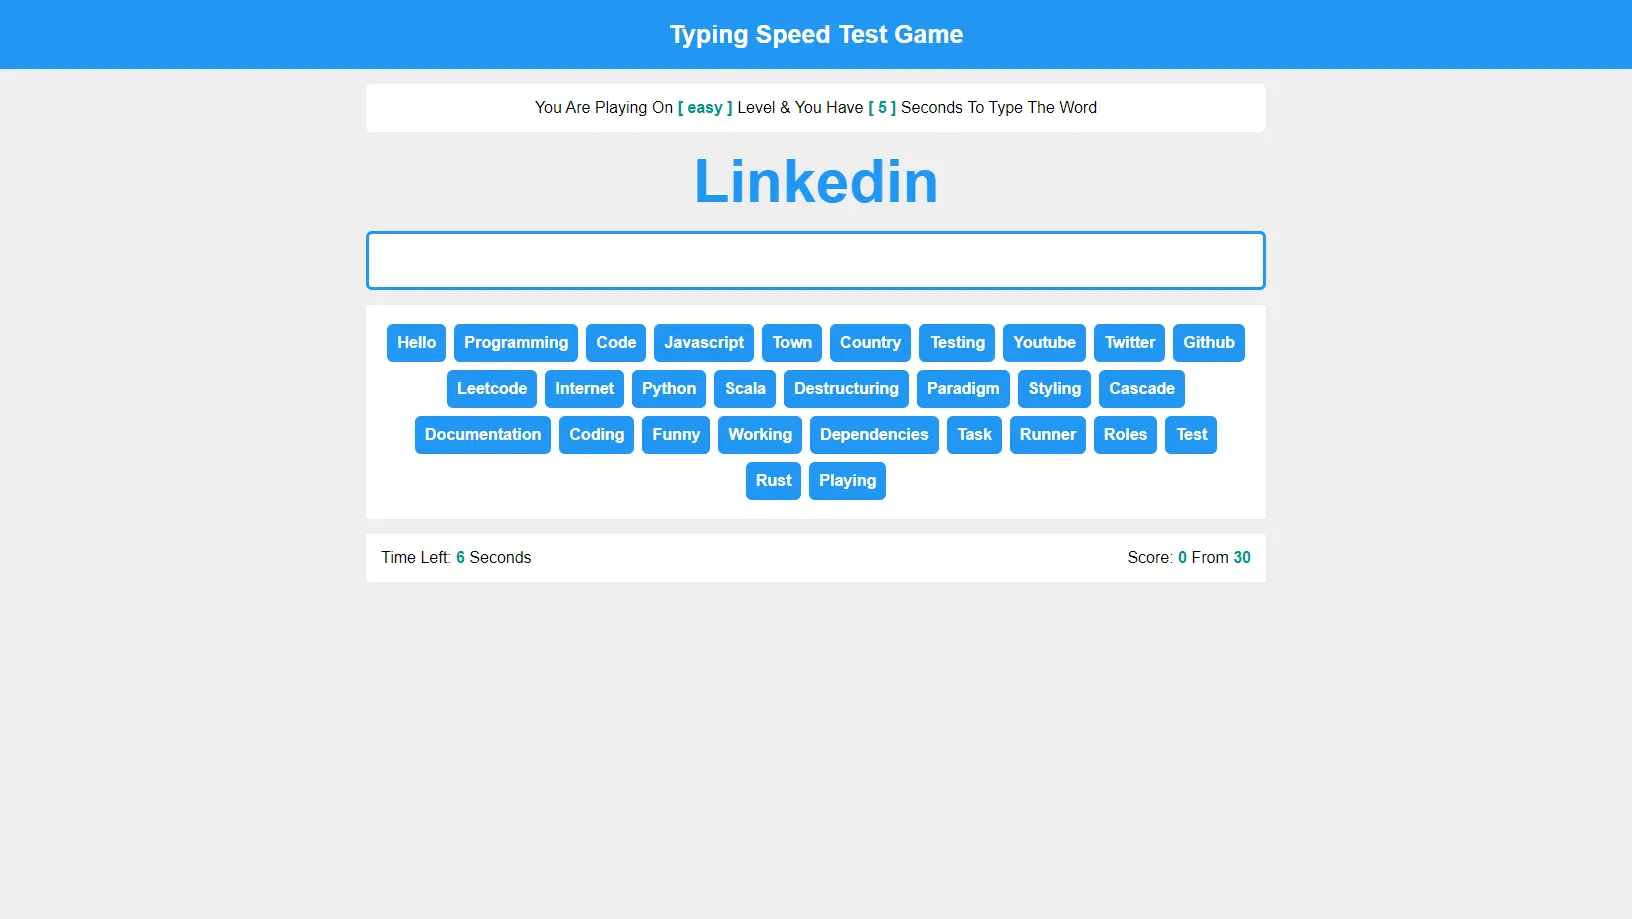 Typing Speed Test Game
You Are Playing On [ easy ] Level & You Have [ 5 ] Seconds To Type The Word
Linkedin
Hello Programming Code Javascript Town Country Testing Youtube Twitter Github
Leetcode Internet Python Scala Destructuring Paradigm Styling Cascade
Documentation Coding Funny Working Dependencies Task Runner Roles Test
Rust Playing
Time Left: 6 Seconds Score: 0 From 30